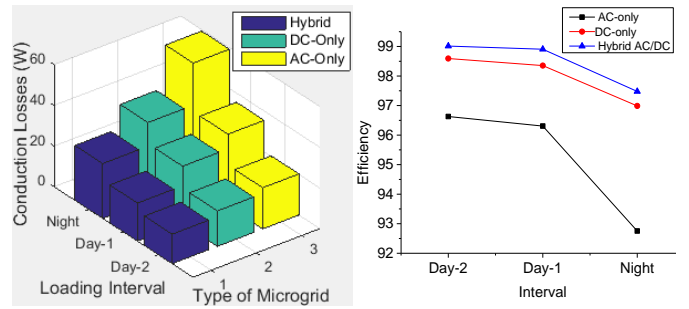 Hybrid
DC-Only
AC-Only
Conduction Losses (W)
60
40
20
0
Night
Day-1
Day-2
Loading Interval
1
2
3
Type of Microgrid
AC-only
DC-only
Hybrid AC/DC
Efficiency
99
98
97
96
95
94
93
92
Day-2
Day-1
Night
Interval